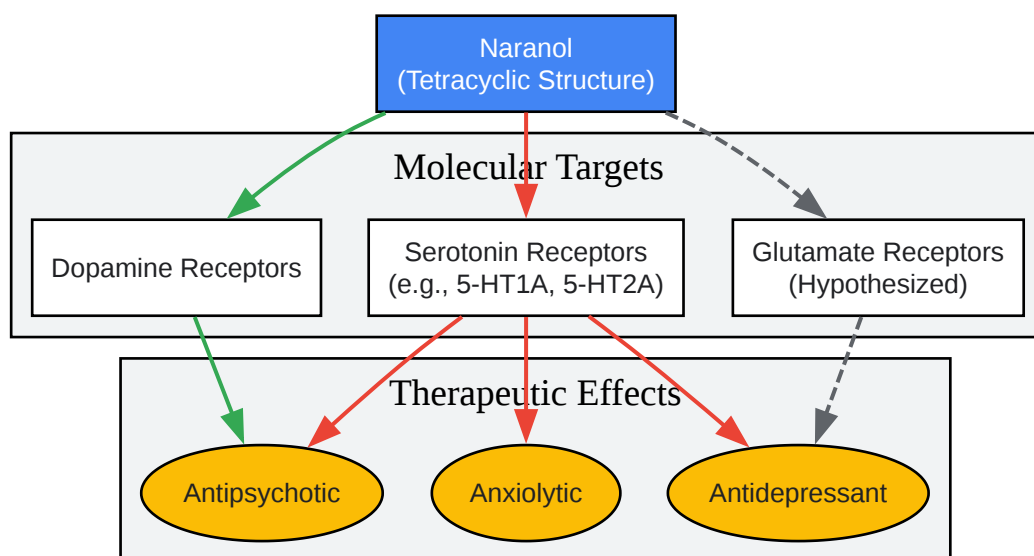 Naranol
(Tetracyclic Structure)
Molecular Targets
Dopamine Receptors
Serotonin Receptors
(e.g., 5-HT1A, 5-HT2A)
Glutamate Receptors
(Hypothesized)
Therapeutic Effects
Antipsychotic
Anxiolytic
Antidepressant